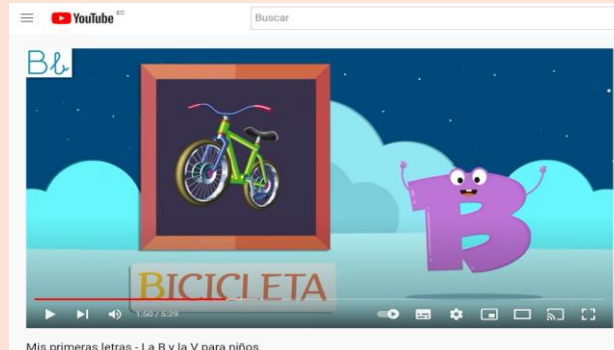 YouTube EC
Buscar
Bb
B
BICICLETA
1:50 / 5:29
Mis primeras letras - La B y la V para niños